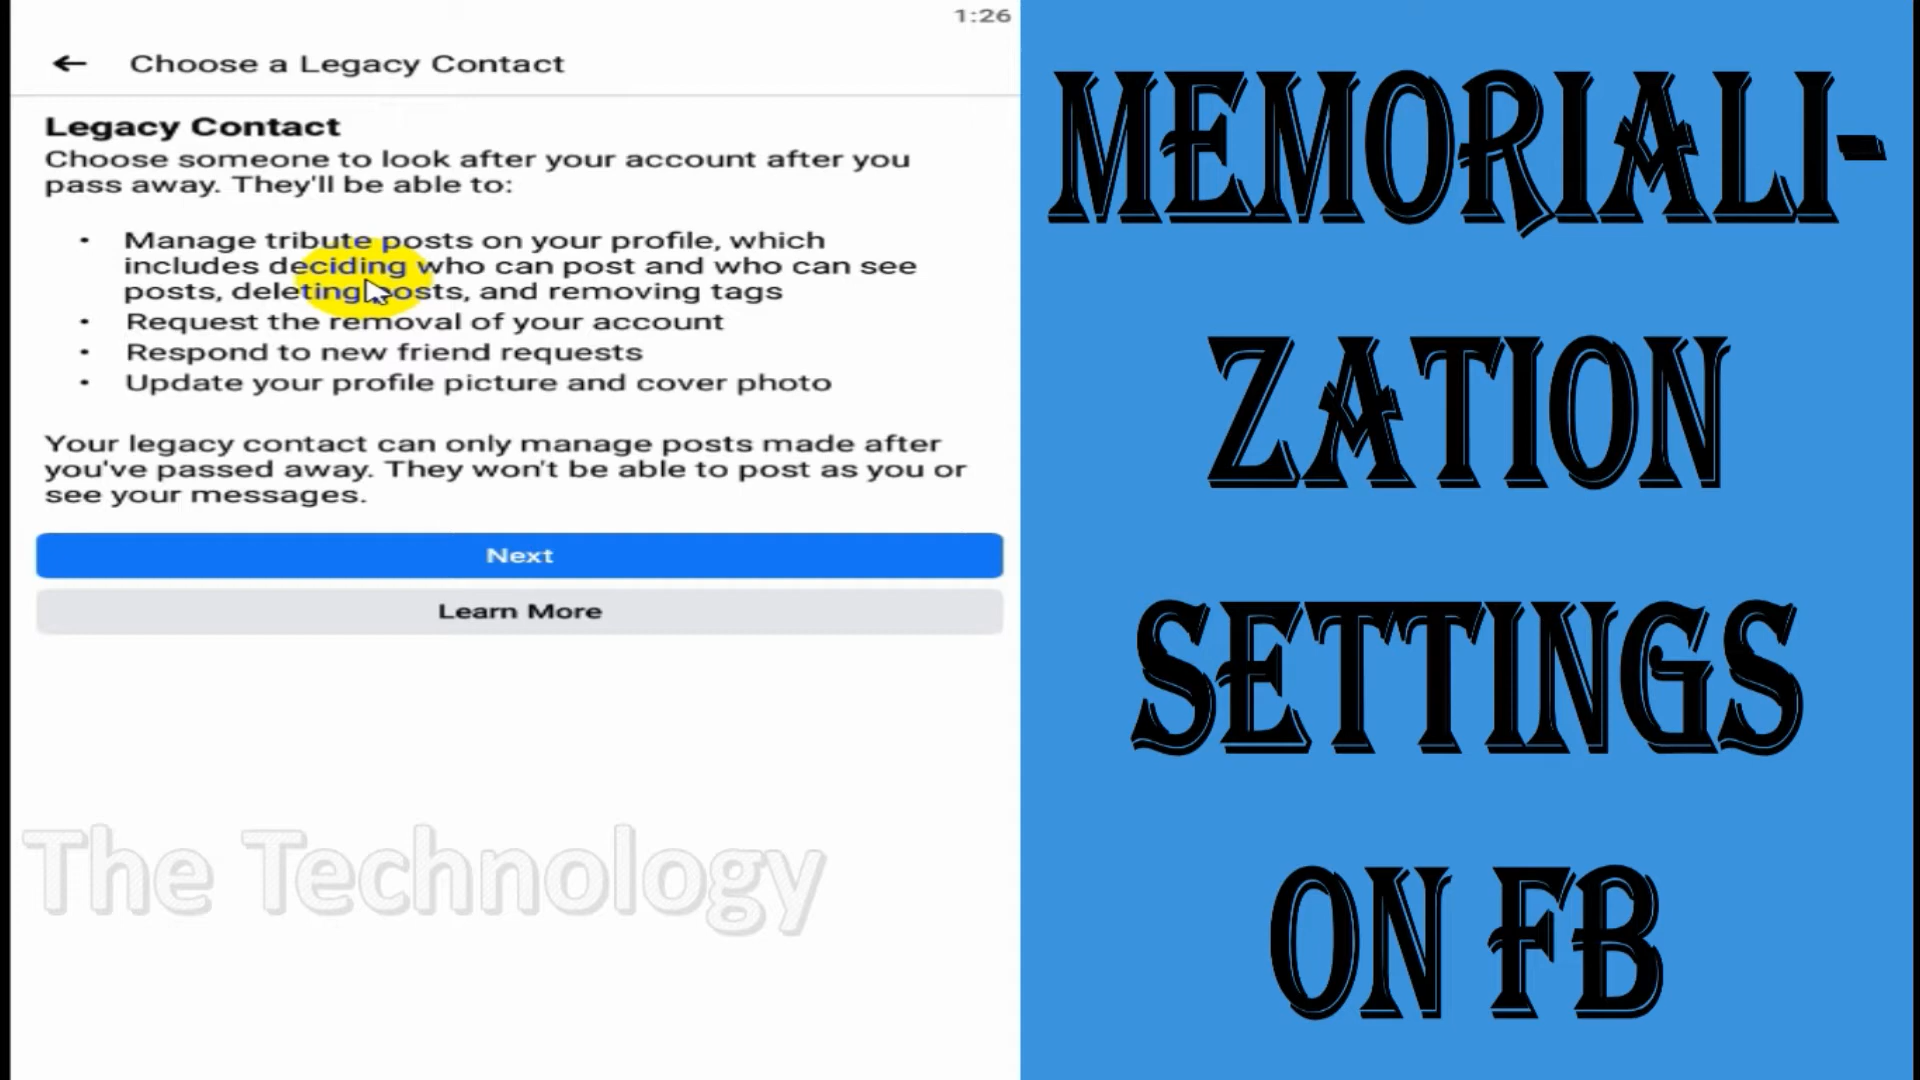 1:26
Choose a Legacy Contact
Legacy Contact
Choose someone to look after your account after you
pass away. They'll be able to:
• Manage tribute posts on your profile, which
includes deciding who can post and who can see
posts, deleting posts, and removing tags
• Request the removal of your account
• Respond to new friend requests
• Update your profile picture and cover photo
Your legacy contact can only manage posts made after
you've passed away. They won't be able to post as you or
see your messages.
Next
Learn More
The Technology
MEMORIALI-
ZATION
SETTINGS
ON FB